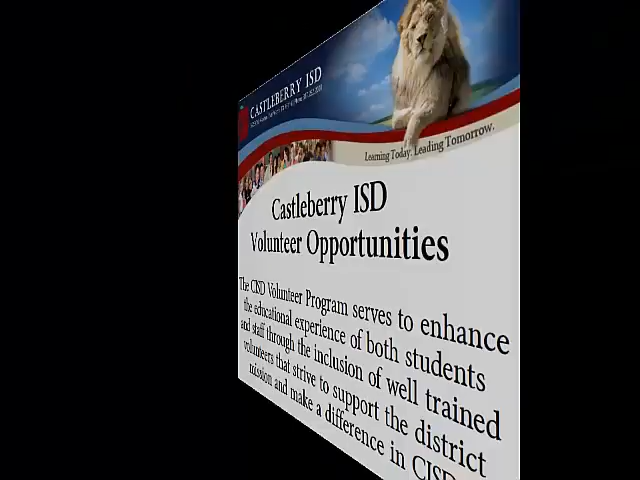 CASTLEBERRY ISD
Learning Today. Leading Tomorrow.
Castleberry ISD
Volunteer Opportunities
The CISD Volunteer Program serves to enhance
the educational experience of both students
and staff through the inclusion of well trained
volunteers that strive to support the district
mission and make a difference in CISD